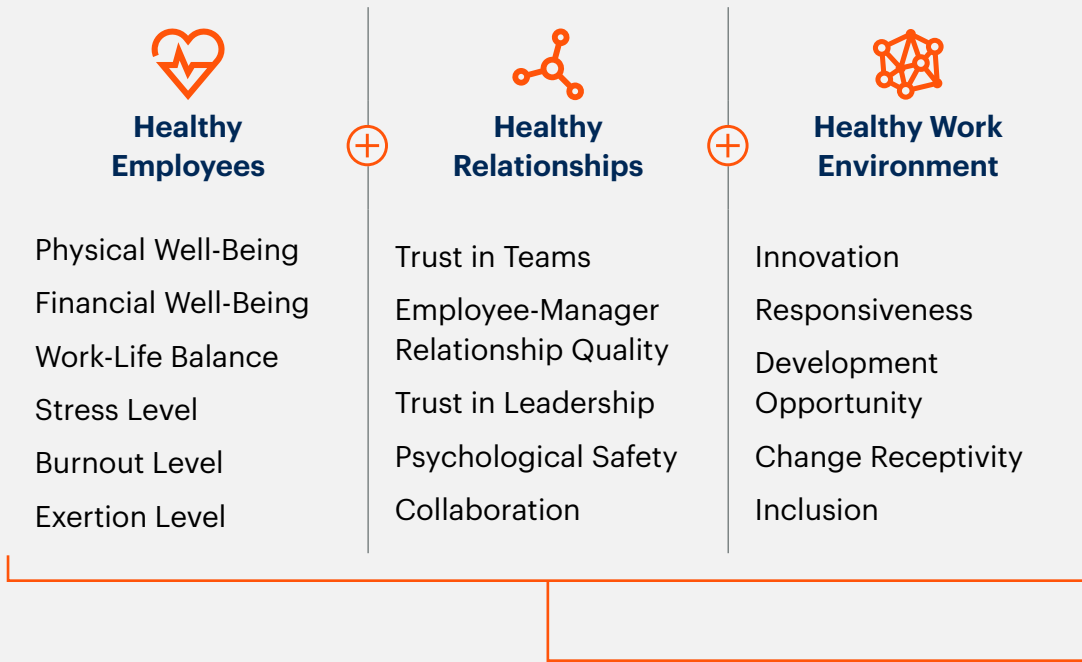 Healthy
Employees
Physical Well-Being
Financial Well-Being
Work-Life Balance
Stress Level
Burnout Level
Exertion Level
Healthy
Relationships
Trust in Teams
Employee-Manager
Relationship Quality
Trust in Leadership
Psychological Safety
Collaboration
Healthy Work
Environment
Innovation
Responsiveness
Development
Opportunity
Change Receptivity
Inclusion